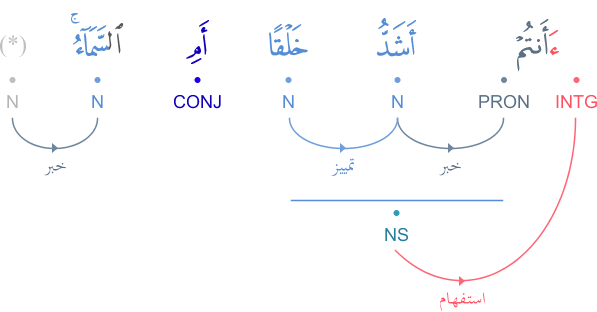 ءَأَنتُمْ أَشَدُّ خَلْقًا أَمِ ٱلسَّمَآءُ ۚ (*)
INTG PRON N N CONJ N N
خبر تمييز خبر
NS
استفهام